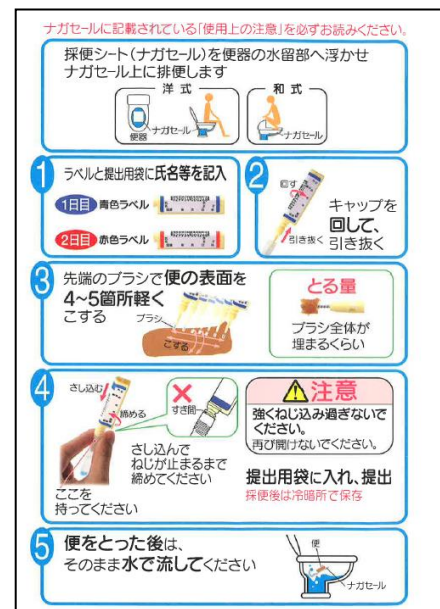 ナガセールに記載されている「使用上の注意」を必ずお読みください。
採便シート(ナガセール)を便器の水留部へ浮かせ
ナガセール上に排便します
洋式
便器
ナガセール
和式
ナガセール
1
ラベルと提出用袋に氏名等を記入
1日目 青色ラベル
2日目 赤色ラベル
2
回す
引き抜く
キャップを
回して、
引き抜く
3
先端のブラシで便の表面を
4~5箇所軽く
こする
ブラシ
こする
とる量
ブラシ全体が
埋まるくらい
4
さし込む
締める
ここを
持ってください
すき間
さし込んで
ねじが止まるまで
締めてください
注意
強くねじ込み過ぎないで
ください。
再び開けないでください。
提出用袋に入れ、提出
採便後は冷暗所で保存
5
便をとった後は、
そのまま水で流してください
便
ナガセール